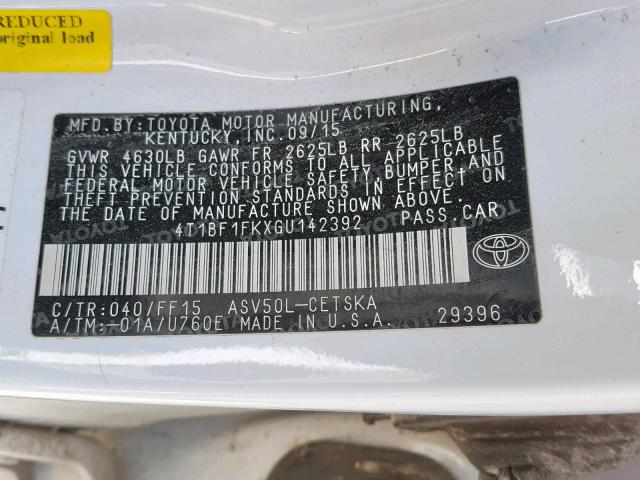 REDUCED
original load
MFD.BY:TOYOTA MOTOR MANUFACTURING,
KENTUCKY, INC. 09/15
GVWR 4630LB GAWR FR 2625LB RR 2625LB
THIS VEHICLE CONFORMS TO ALL APPLICABLE
FEDERAL MOTOR VEHICLE SAFETY, BUMPER AND
THEFT PREVENTION STANDARDS IN EFFECT ON
THE DATE OF MANUFACTURE SHOWN ABOVE.
4T1BF1FKXGU142392 PASS.CAR
C/TR:040/FF15 ASV50L-CETSKA
A/TM:-01A/U760E MADE IN U.S.A. 29396